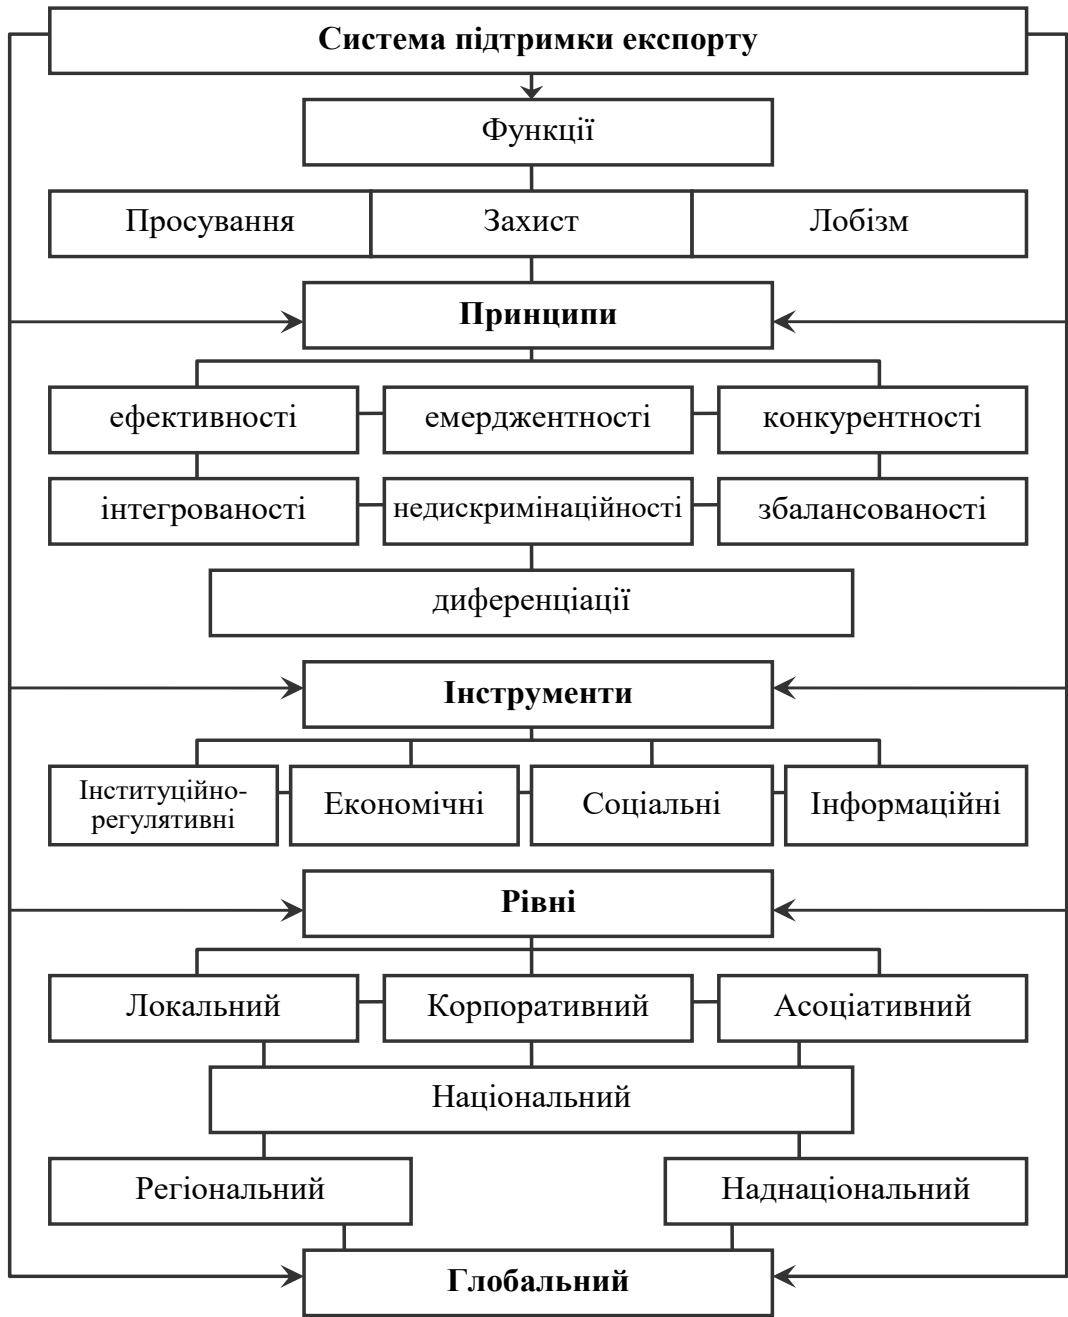 Система підтримки експорту
Функції
Просування
Захист
Лобізм
Принципи
ефективності
емерджентності
конкурентності
інтегрованості
недискримінаційності
збалансованості
диференціації
Інструменти
Інституційно-
регулятивні
Економічні
Соціальні
Інформаційні
Рівні
Локальний
Корпоративний
Асоціативний
Національний
Регіональний
Наднаціональний
Глобальний